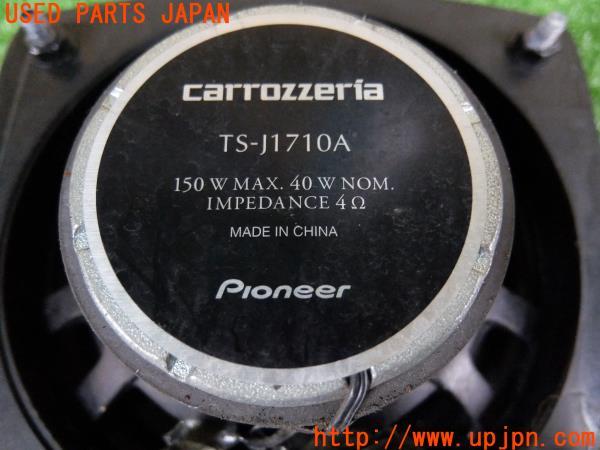 USED PARTS JAPAN
carrozzeria
TS-J1710A
150 W MAX. 40 W NOM.
IMPEDANCE 4 Ω
MADE IN CHINA
Pioneer
http://www.upjpn.com